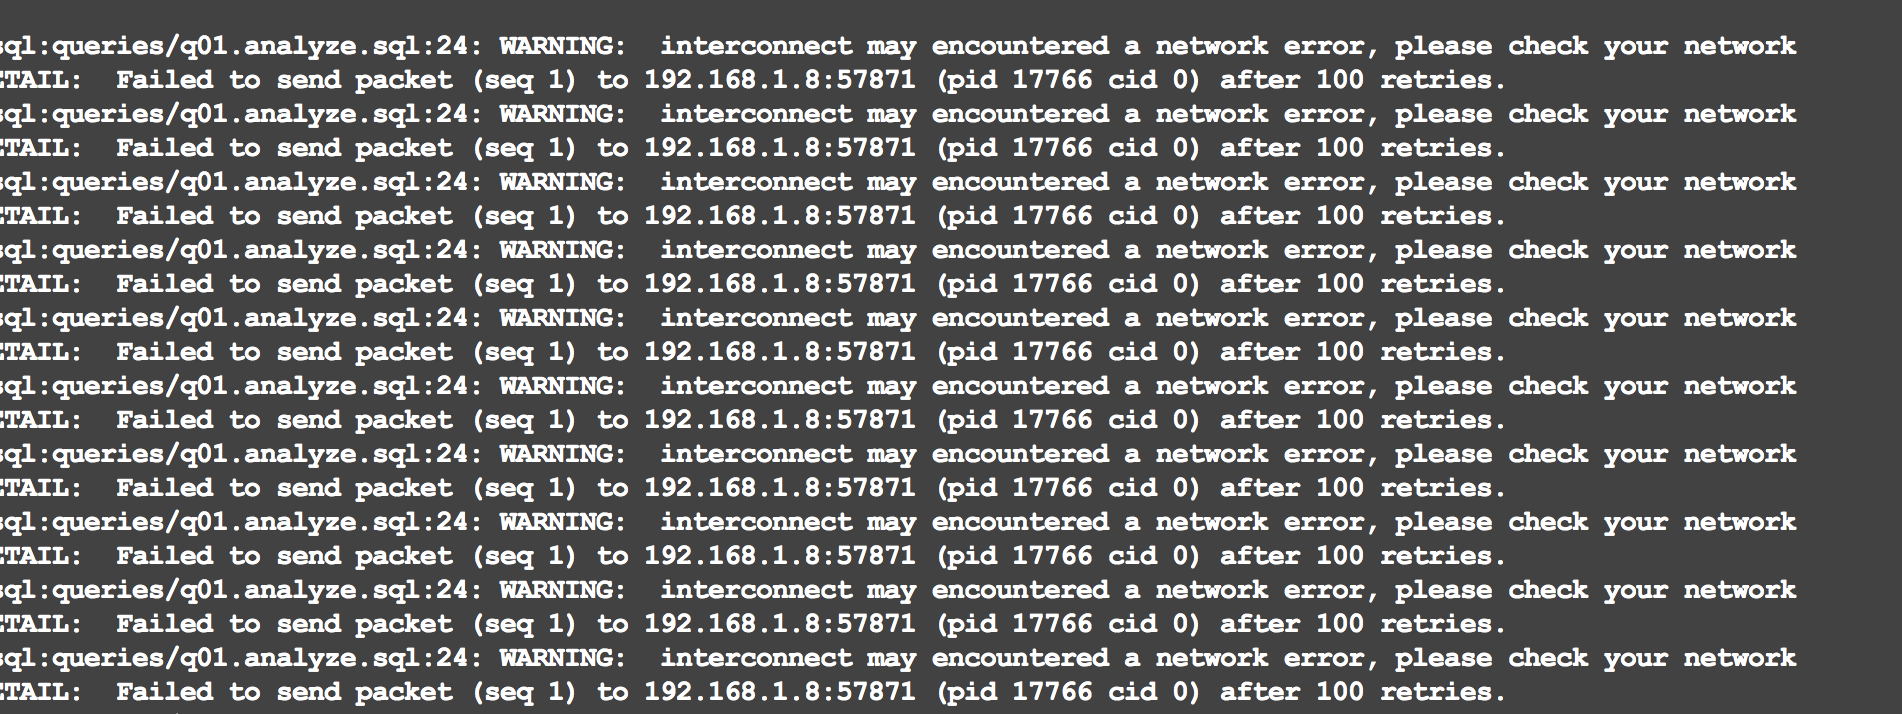 sql:queries/q01.analyze.sql:24: WARNING:  interconnect may encountered a network error, please check your network
ETAIL:  Failed to send packet (seq 1) to 192.168.1.8:57871 (pid 17766 cid 0) after 100 retries.
sql:queries/q01.analyze.sql:24: WARNING:  interconnect may encountered a network error, please check your network
ETAIL:  Failed to send packet (seq 1) to 192.168.1.8:57871 (pid 17766 cid 0) after 100 retries.
sql:queries/q01.analyze.sql:24: WARNING:  interconnect may encountered a network error, please check your network
ETAIL:  Failed to send packet (seq 1) to 192.168.1.8:57871 (pid 17766 cid 0) after 100 retries.
sql:queries/q01.analyze.sql:24: WARNING:  interconnect may encountered a network error, please check your network
ETAIL:  Failed to send packet (seq 1) to 192.168.1.8:57871 (pid 17766 cid 0) after 100 retries.
sql:queries/q01.analyze.sql:24: WARNING:  interconnect may encountered a network error, please check your network
ETAIL:  Failed to send packet (seq 1) to 192.168.1.8:57871 (pid 17766 cid 0) after 100 retries.
sql:queries/q01.analyze.sql:24: WARNING:  interconnect may encountered a network error, please check your network
ETAIL:  Failed to send packet (seq 1) to 192.168.1.8:57871 (pid 17766 cid 0) after 100 retries.
sql:queries/q01.analyze.sql:24: WARNING:  interconnect may encountered a network error, please check your network
ETAIL:  Failed to send packet (seq 1) to 192.168.1.8:57871 (pid 17766 cid 0) after 100 retries.
sql:queries/q01.analyze.sql:24: WARNING:  interconnect may encountered a network error, please check your network
ETAIL:  Failed to send packet (seq 1) to 192.168.1.8:57871 (pid 17766 cid 0) after 100 retries.
sql:queries/q01.analyze.sql:24: WARNING:  interconnect may encountered a network error, please check your network
ETAIL:  Failed to send packet (seq 1) to 192.168.1.8:57871 (pid 17766 cid 0) after 100 retries.
sql:queries/q01.analyze.sql:24: WARNING:  interconnect may encountered a network error, please check your network
ETAIL:  Failed to send packet (seq 1) to 192.168.1.8:57871 (pid 17766 cid 0) after 100 retries.